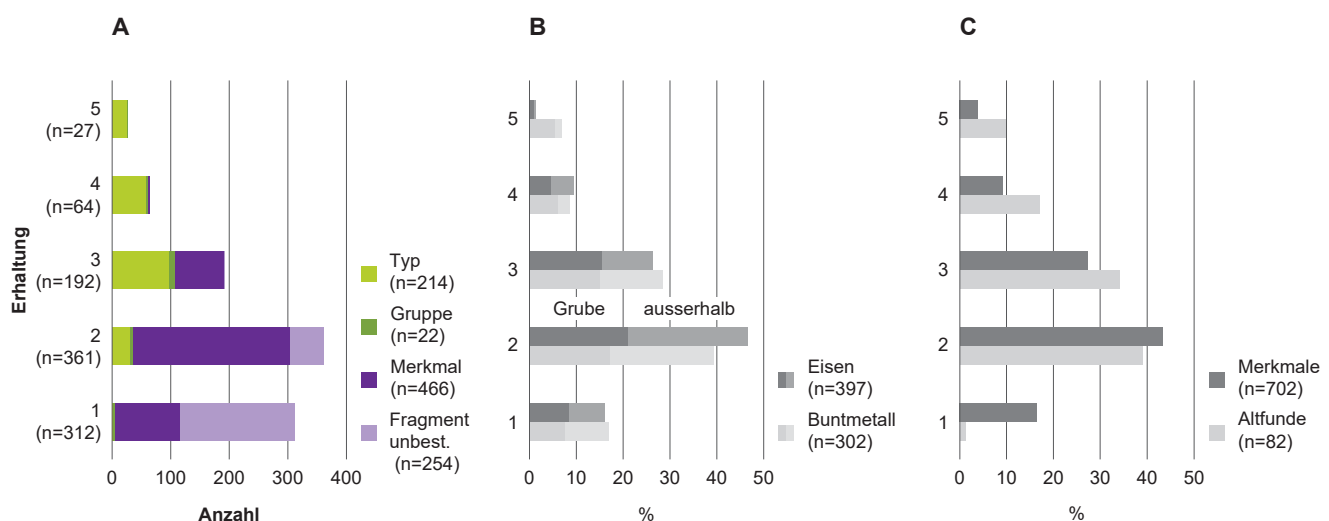 A
Erhaltung
5
(n=27)
4
(n=64)
3
(n=192)
2
(n=361)
1
(n=312)
0 100 200 300 400
Anzahl
Typ
(n=214)
Gruppe
(n=22)
Merkmal
(n=466)
Fragment
unbest.
(n=254)
B
5
4
3
Grube ausserhalb
2
1
0 10 20 30 40 50
%
Eisen
(n=397)
Buntmetall
(n=302)
C
5
4
3
2
1
0 10 20 30 40 50
%
Merkmale
(n=702)
Altfunde
(n=82)